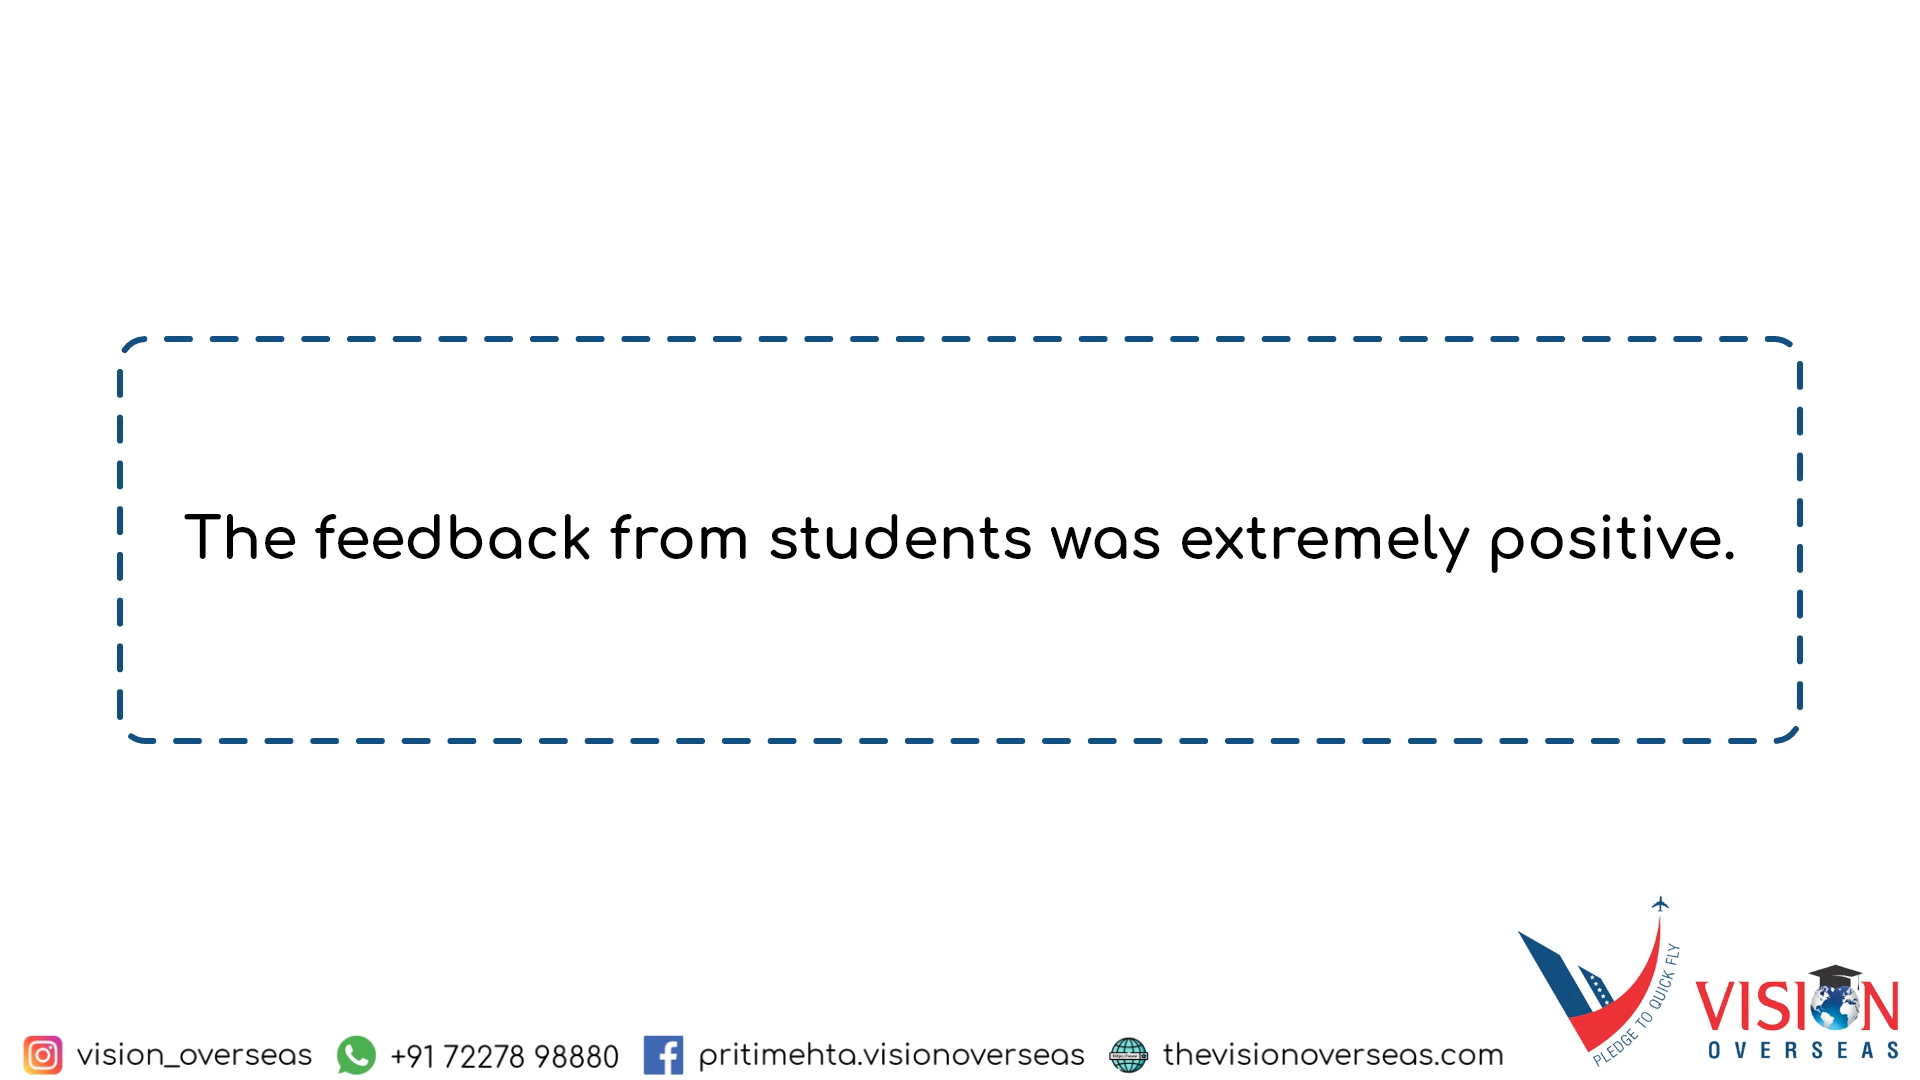 The feedback from students was extremely positive.
PLEDGE TO QUICK FLY
VISION
OVERSEAS
vision_overseas
+91 72278 98880
pritimehta.visionoverseas
thevisionoverseas.com